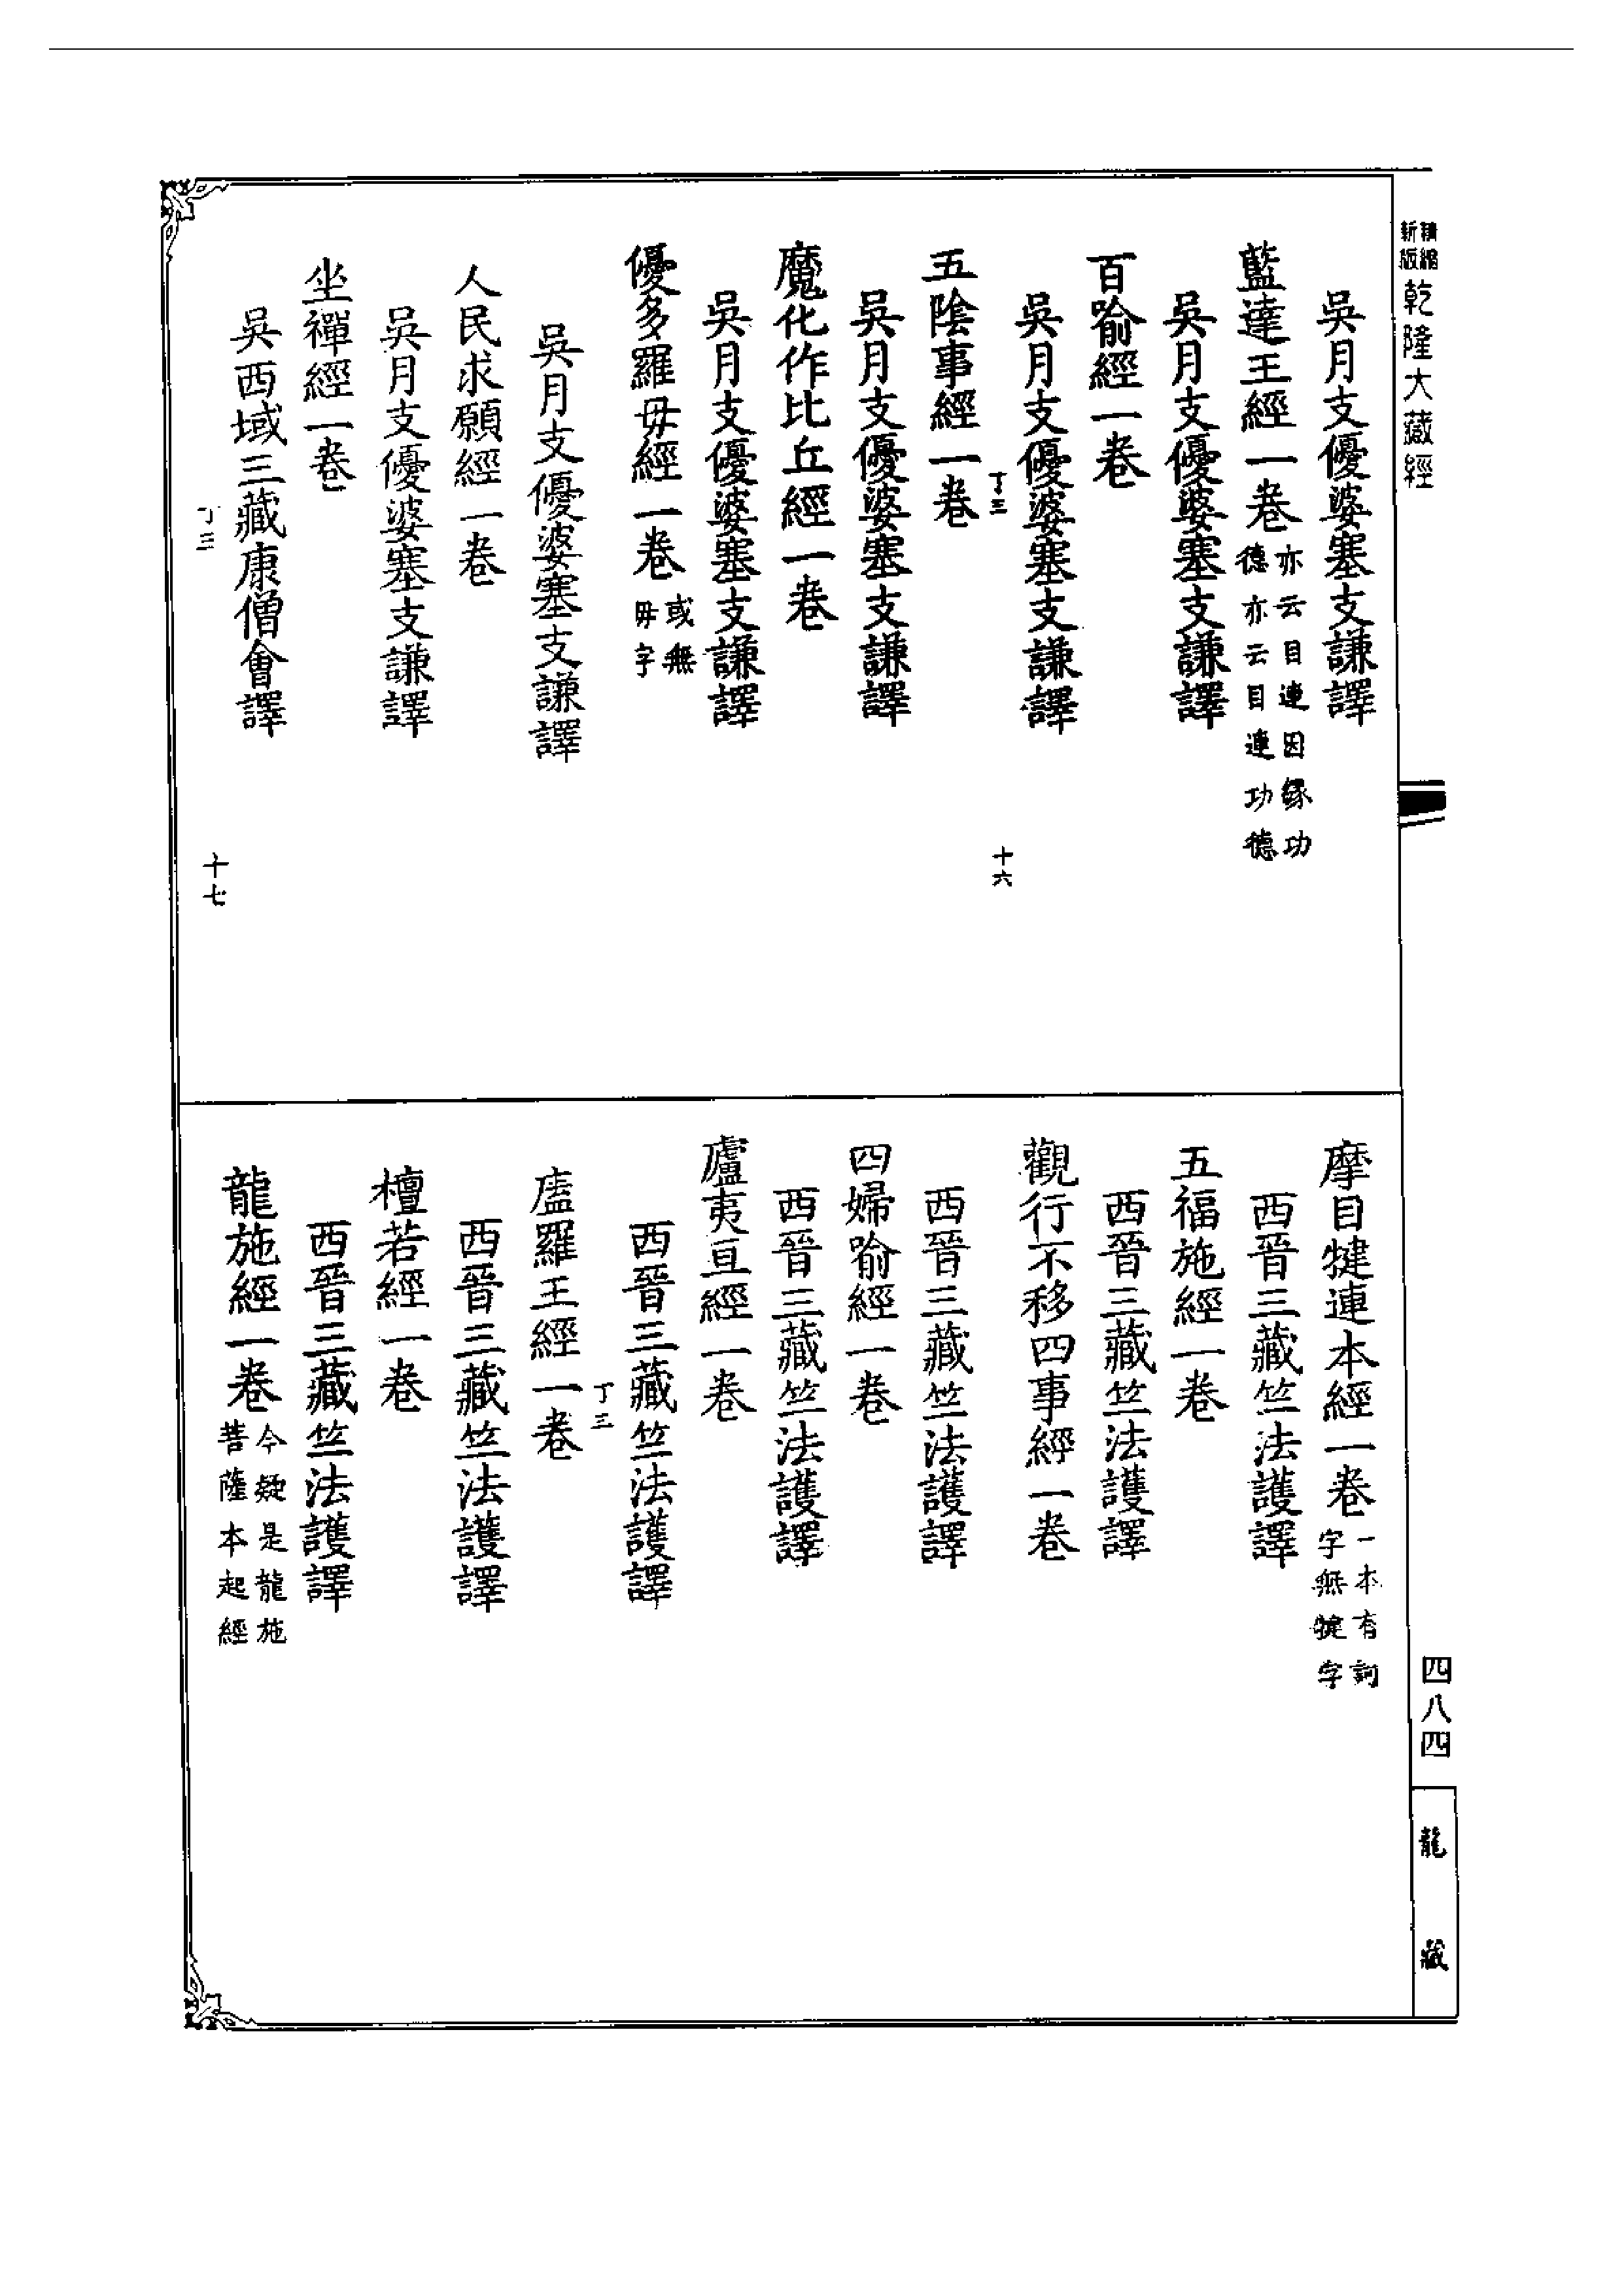 精縮新版乾隆大藏經
吳月支優婆塞支謙譯
藍達王經一卷亦云目連因緣功德亦云目連功德
吳月支優婆塞支謙譯
百喻經一卷
吳月支優婆塞支謙譯
丁三 十六
五陰事經一卷
吳月支優婆塞支謙譯
魔化作比丘經一卷
吳月支優婆塞支謙譯
優多羅毋經一卷或無毋字
吳月支優婆塞支謙譯
人民求願經一卷
吳月支優婆塞支謙譯
坐禪經一卷
吳西域三藏康僧會譯
丁三 十七
摩目犍連本經一卷一本有訶字無犍字
西晉三藏竺法護譯
五福施經一卷
西晉三藏竺法護譯
觀行不移四事經一卷
西晉三藏竺法護譯
四婦喻經一卷
西晉三藏竺法護譯
廬夷亘經一卷
西晉三藏竺法護譯
丁三
廅羅王經一卷
西晉三藏竺法護譯
檀若經一卷
西晉三藏竺法護譯
龍施經一卷今疑是龍施菩薩本起經
四八四
龍藏